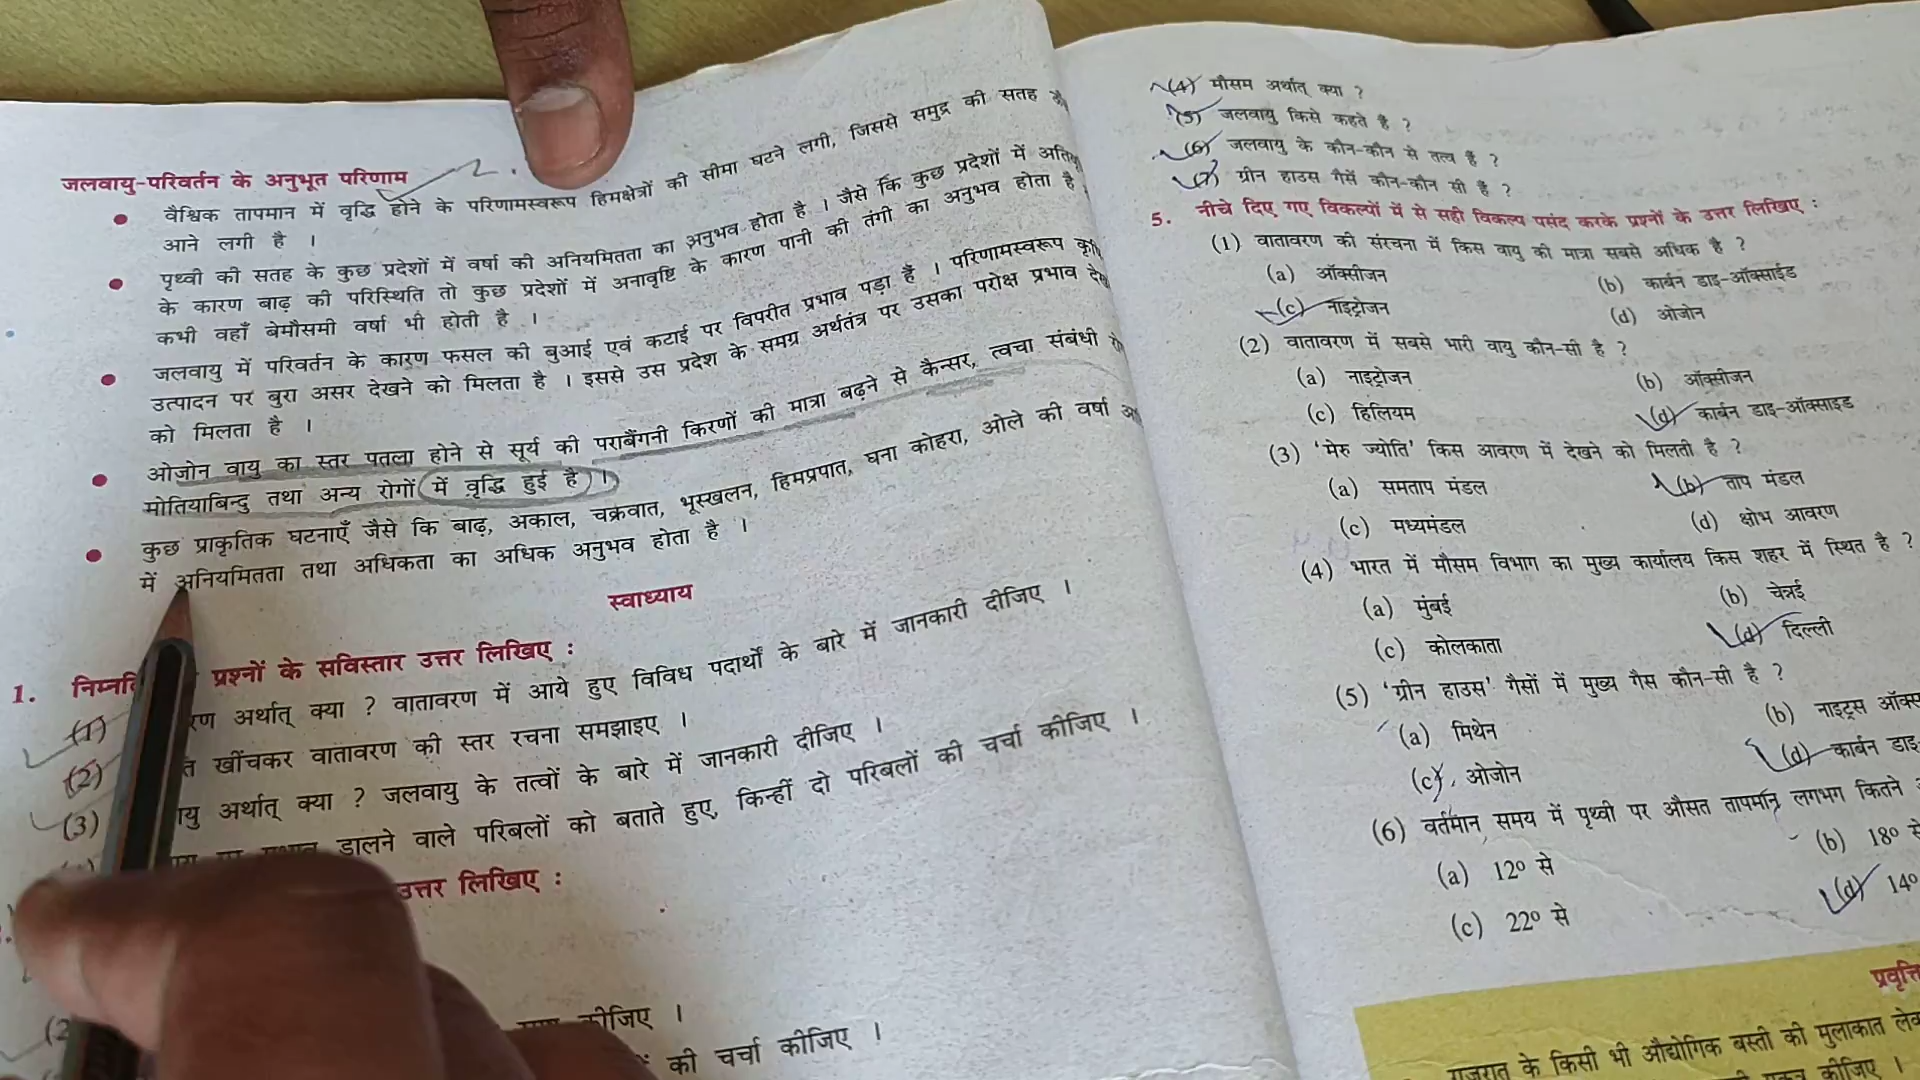 जलवायु-परिवर्तन के अनुभूत परिणाम
● वैश्विक तापमान में वृद्धि होने के परिणामस्वरूप हिमक्षेत्रों की सीमा घटने लगी, जिससे समुद्र की सतह
आने लगी है ।
● पृथ्वी की सतह के कुछ प्रदेशों में वर्षा की अनियमितता का अनुभव होता है । जैसे कि कुछ प्रदेशों में
के कारण बाढ़ की परिस्थिति तो कुछ प्रदेशों में अनावृष्टि के कारण पानी की तंगी का अनुभव होता है
कभी वहाँ बेमौसमी वर्षा भी होती है ।
● जलवायु में परिवर्तन के कारण फसल की बुआई एवं कटाई पर विपरीत प्रभाव पड़ा है । परिणामस्वरूप
उत्पादन पर बुरा असर देखने को मिलता है । इससे उस प्रदेश के समग्र अर्थतंत्र पर उसका परोक्ष प्रभाव
को मिलता है ।
● ओजोन वायु का स्तर पतला होने से सूर्य की पराबैंगनी किरणों की मात्रा बढ़ने से कैन्सर, त्वचा संबंधी
मोतियाबिन्दु तथा अन्य रोगों में वृद्धि हुई है ।
● कुछ प्राकृतिक घटनाएँ जैसे कि बाढ़, अकाल, चक्रवात, भूस्खलन, हिमप्रपात, घना कोहरा, ओले की वर्षा
में अनियमितता तथा अधिकता का अधिक अनुभव होता है ।
स्वाध्याय
1. प्रश्नों के सविस्तार उत्तर लिखिए :
(1) अर्थात् क्या ? वातावरण में आये हुए विविध पदार्थों के बारे में जानकारी दीजिए ।
(2) खींचकर वातावरण की स्तर रचना समझाइए ।
(3) अर्थात् क्या ? जलवायु के तत्वों के बारे में जानकारी दीजिए ।
डालने वाले परिबलों को बताते हुए, किन्हीं दो परिबलों की चर्चा कीजिए ।
उत्तर लिखिए :
कीजिए ।
की चर्चा कीजिए ।
(4) मौसम अर्थात् क्या ?
(5) जलवायु किसे कहते है ?
(6) जलवायु के कौन-कौन से तत्व हैं ?
(7) ग्रीन हाउस गैसें कौन-कौन सी हैं ?
5. नीचे दिए गए विकल्पों में से सही विकल्प पसंद करके प्रश्नों के उत्तर लिखिए :
(1) वातावरण की संरचना में किस वायु की मात्रा सबसे अधिक है ?
(a) ऑक्सीजन (b) कार्बन डाइ-ऑक्साईड
(c) नाइट्रोजन (d) ओजोन
(2) वातावरण में सबसे भारी वायु कौन-सी है ?
(a) नाइट्रोजन (b) ऑक्सीजन
(c) हिलियम (d) कार्बन डाइ-ऑक्साइड
(3) ‘मेरु ज्योति’ किस आवरण में देखने को मिलती है ?
(a) समताप मंडल (b) ताप मंडल
(c) मध्यमंडल (d) क्षोभ आवरण
(4) भारत में मौसम विभाग का मुख्य कार्यालय किस शहर में स्थित है ?
(a) मुंबई (b) चेन्नई
(c) कोलकाता (d) दिल्ली
(5) ‘ग्रीन हाउस’ गैसों में मुख्य गैस कौन-सी है ?
(a) मिथेन (b) नाइट्रस
(c) ओजोन (d) कार्बन
(6) वर्तमान समय में पृथ्वी पर औसत तापमान लगभग कितने
(a) 12° से (b) 18° से
(c) 22° से (d) 14°
प्रवृत्ति
गुजरात के किसी भी औद्योगिक बस्ती की मुलाकात
कीजिए ।